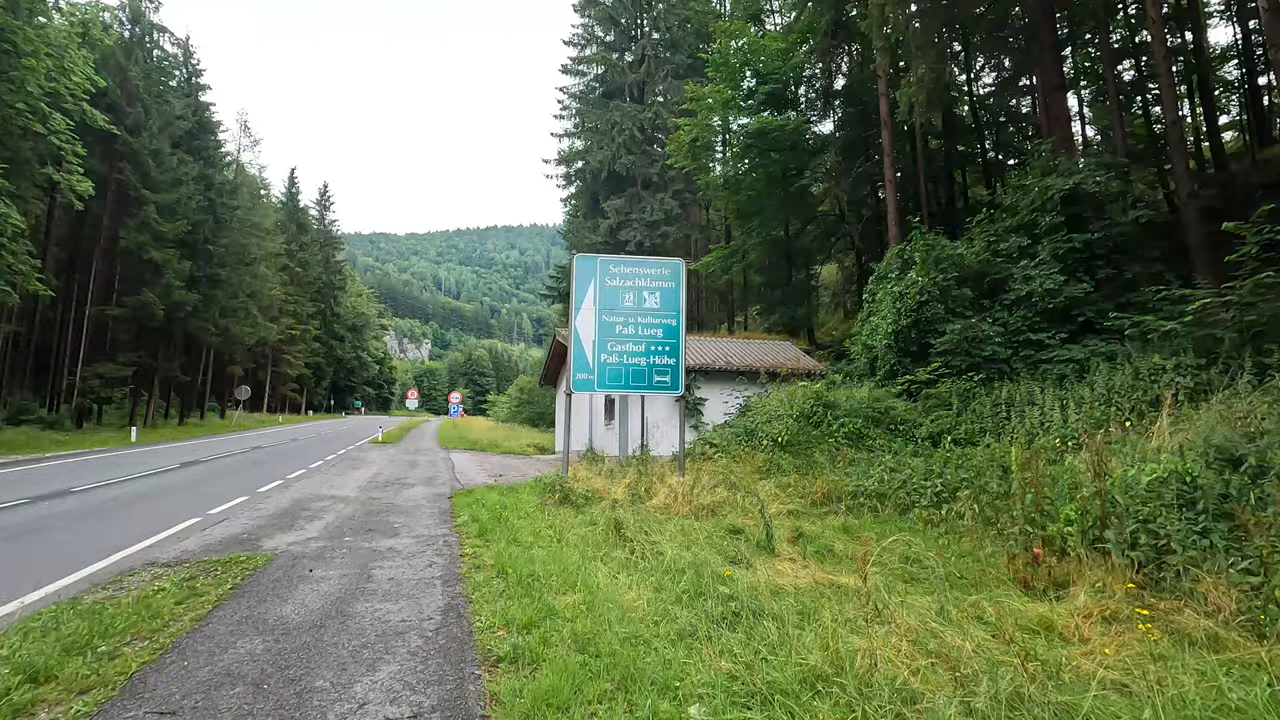 Sehenswerte
Salzachklamm
Natur- u. Kulturweg
Paß Lueg
Gasthof ★★★
Paß-Lueg-Höhe
200 m
P